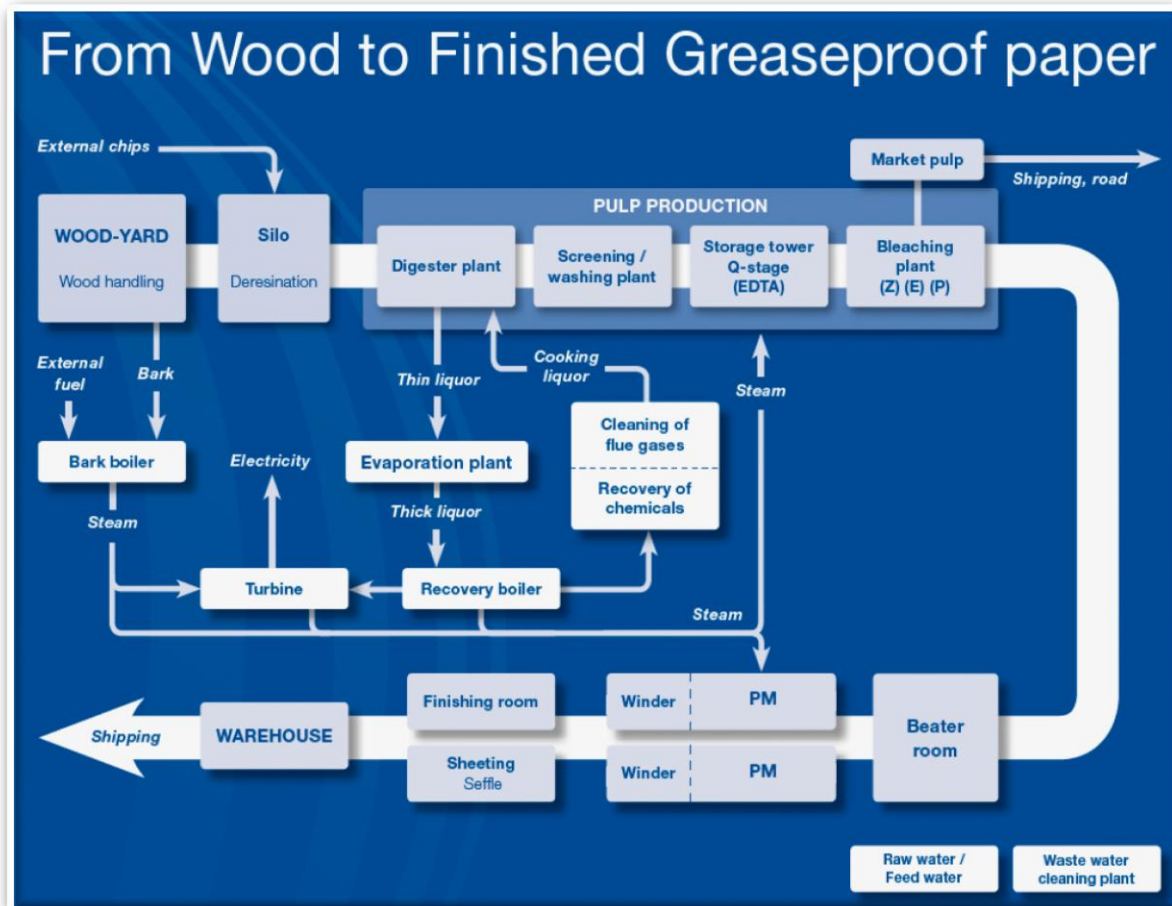 From Wood to Finished Greaseproof paper
External chips
Market pulp
Shipping, road
PULP PRODUCTION
WOOD-YARD
Wood handling
Silo
Deresination
Digester plant
Screening /
washing plant
Storage tower
Q-stage
(EDTA)
Bleaching
plant
(Z) (E) (P)
External
fuel
Bark
Thin liquor
Cooking
liquor
Steam
Bark boiler
Electricity
Evaporation plant
Cleaning of
flue gases
Recovery of
chemicals
Steam
Thick liquor
Turbine
Recovery boiler
Steam
Shipping
WAREHOUSE
Finishing room
Sheeting
Seffle
Winder
PM
Winder
PM
Beater
room
Raw water /
Feed water
Waste water
cleaning plant